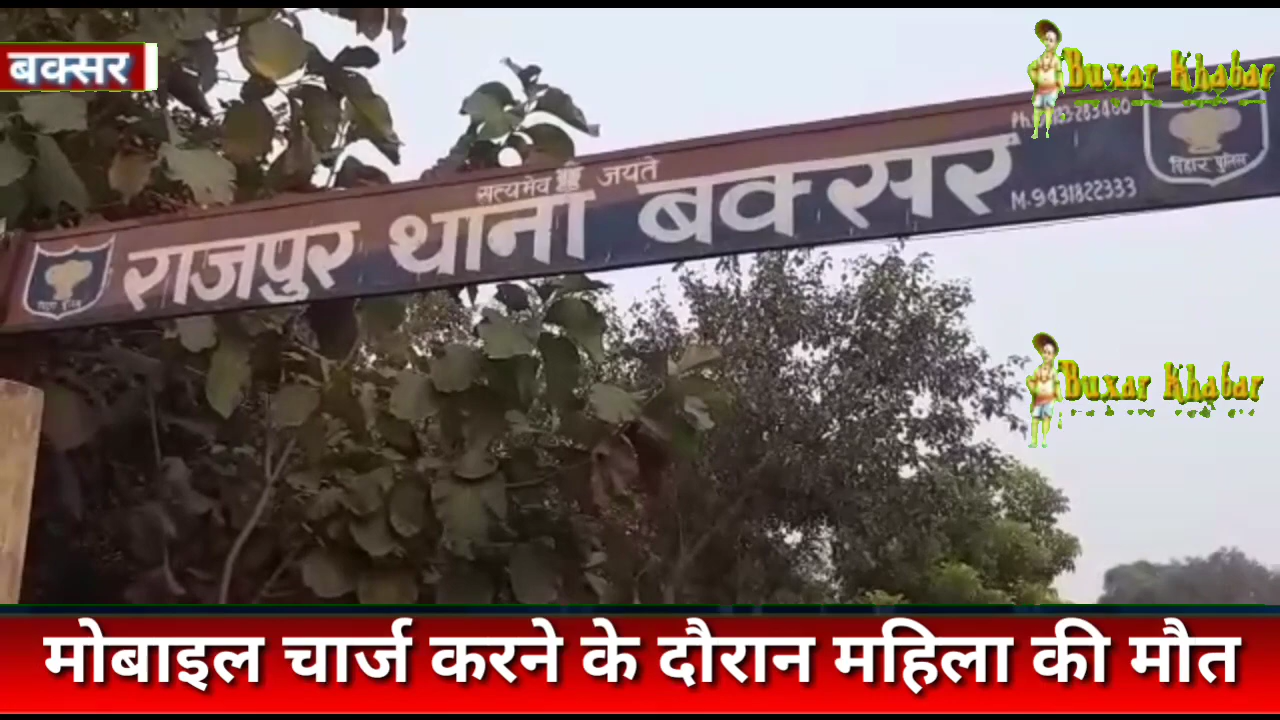 बक्सर
Buxar Khabar
सत्यमेव जयते
राजपुर थाना बक्सर
M-9431822333
बिहार पुलिस
Buxar Khabar
मोबाइल चार्ज करने के दौरान महिला की मौत